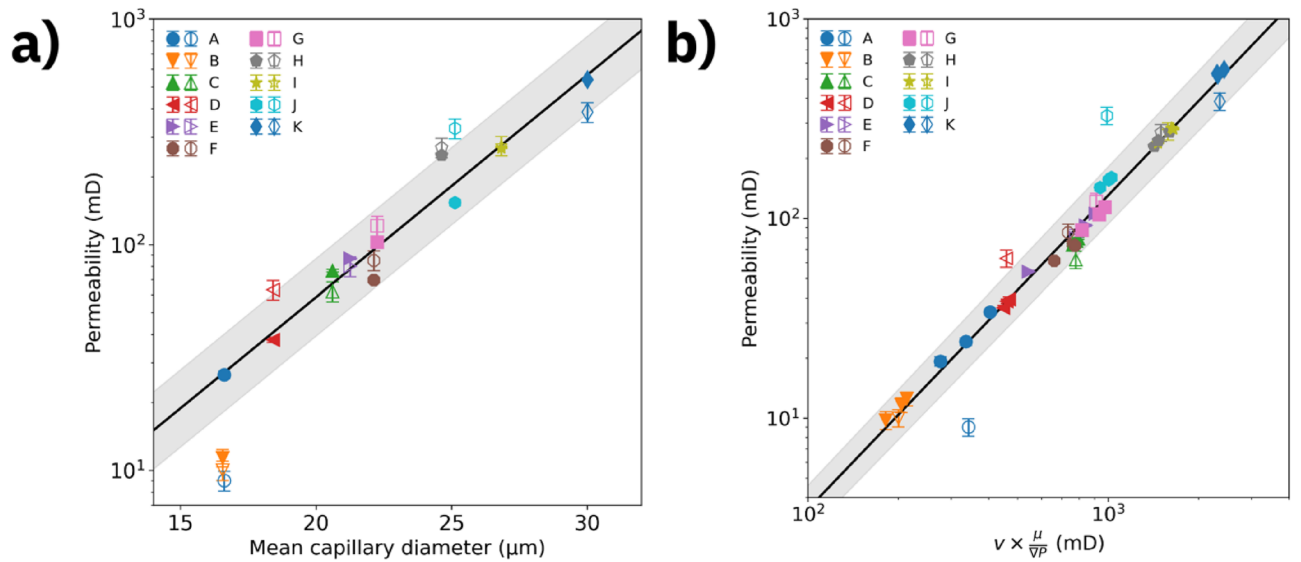 a)
10³
10²
10¹
Permeability (mD)
A
B
C
D
E
F
G
H
I
J
K
15 20 25 30
Mean capillary diameter (μm)
b)
10³
10²
10¹
Permeability (mD)
A
B
C
D
E
F
G
H
I
J
K
10² 10³
v × μ/∇P (mD)